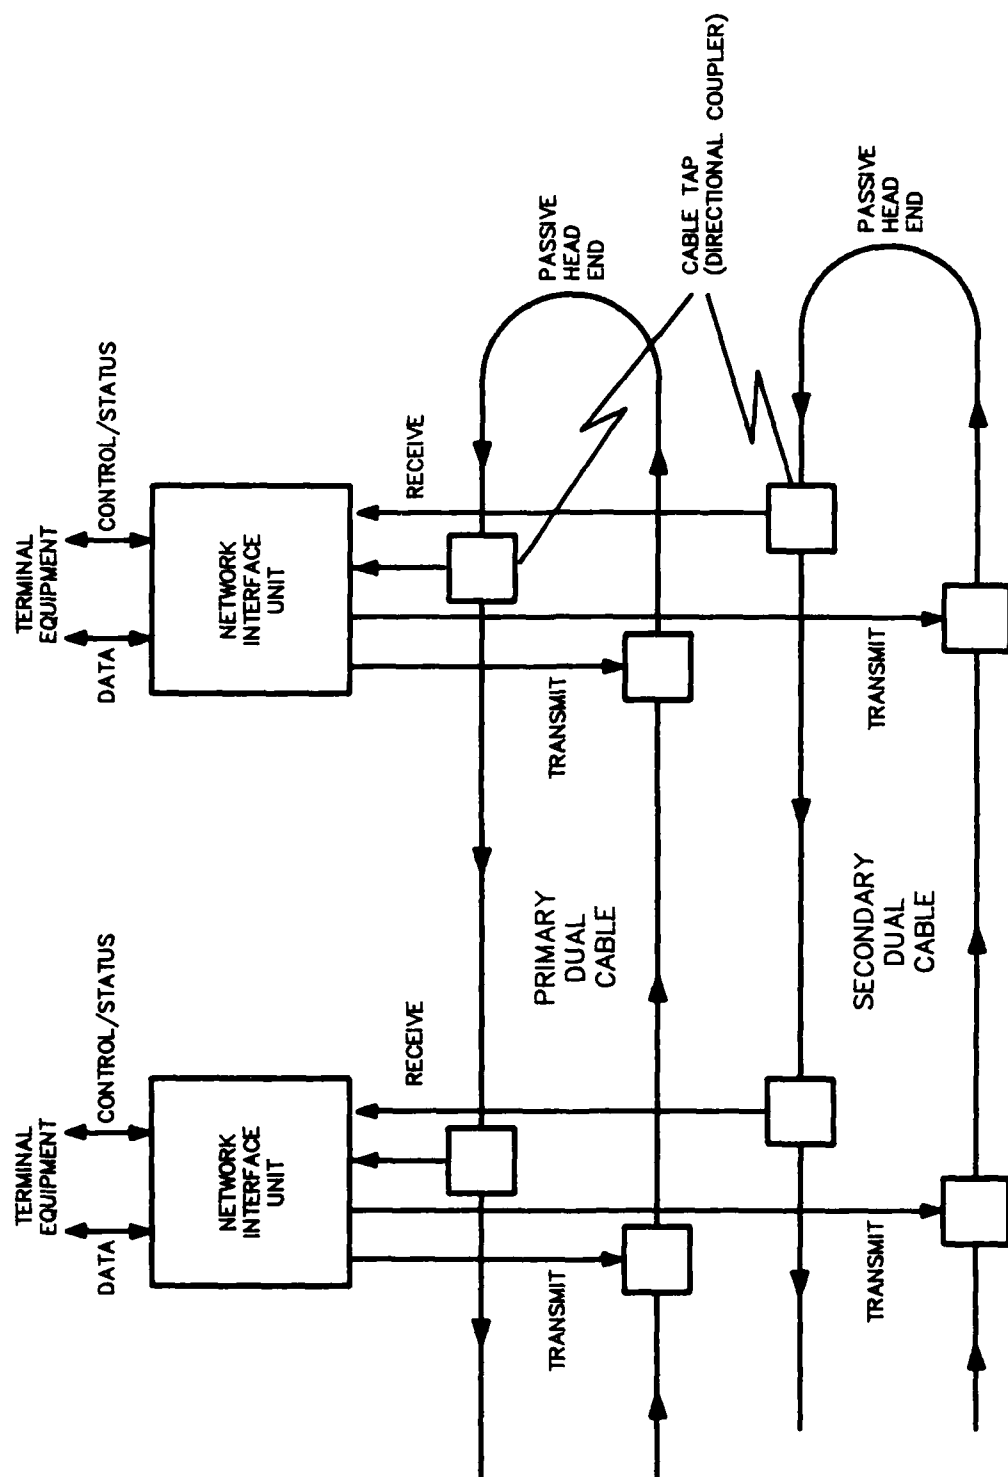 TERMINAL
EQUIPMENT
DATA
CONTROL/STATUS
NETWORK
INTERFACE
UNIT
TRANSMIT
RECEIVE
TERMINAL
EQUIPMENT
DATA
CONTROL/STATUS
NETWORK
INTERFACE
UNIT
TRANSMIT
RECEIVE
PASSIVE
HEAD
END
PRIMARY
DUAL
CABLE
CABLE TAP
(DIRECTIONAL COUPLER)
TRANSMIT
SECONDARY
DUAL
CABLE
TRANSMIT
PASSIVE
HEAD
END